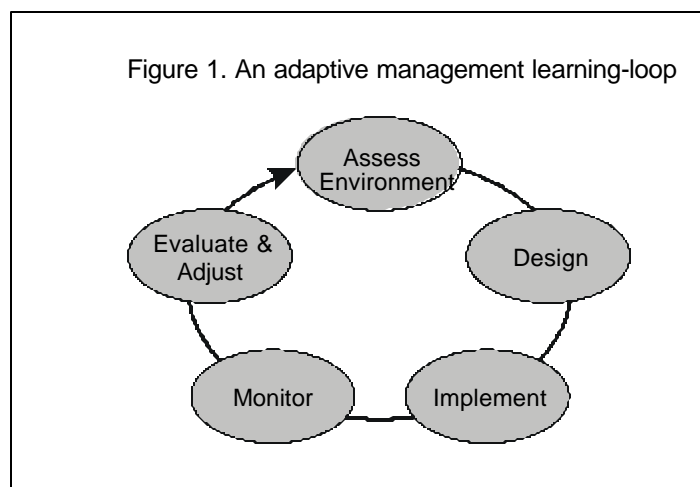 Figure 1. An adaptive management learning-loop
Assess
Environment
Evaluate &
Adjust
Design
Monitor
Implement